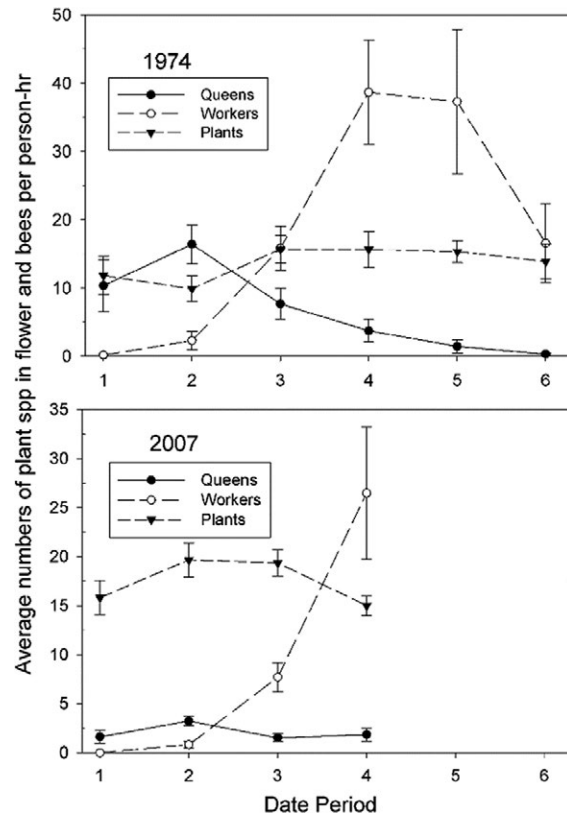 Average numbers of plant spp in flower and bees per person-hr
50
40
30
20
10
0
1974
Queens
Workers
Plants
1 2 3 4 5 6
35
30
25
20
15
10
5
0
2007
Queens
Workers
Plants
1 2 3 4 5 6
Date Period